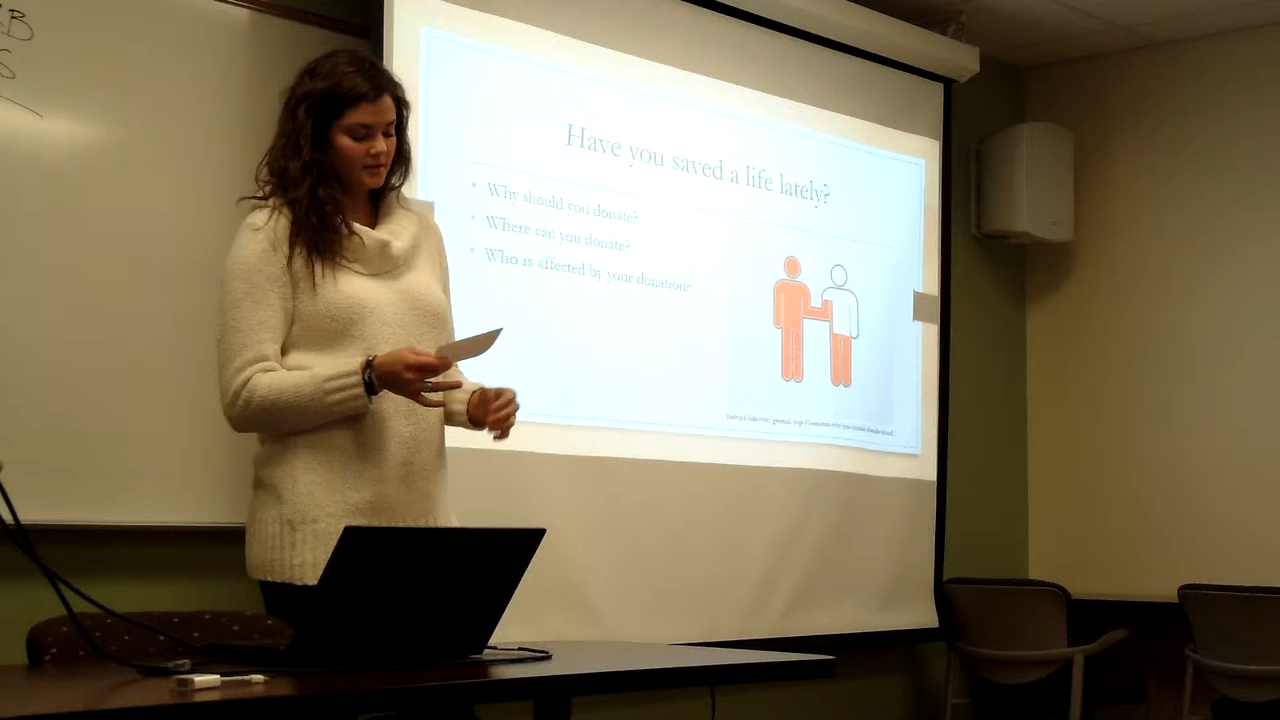 B
S
Have you saved a life lately?
Why should you donate?
Where can you donate?
Who is affected by your donation?